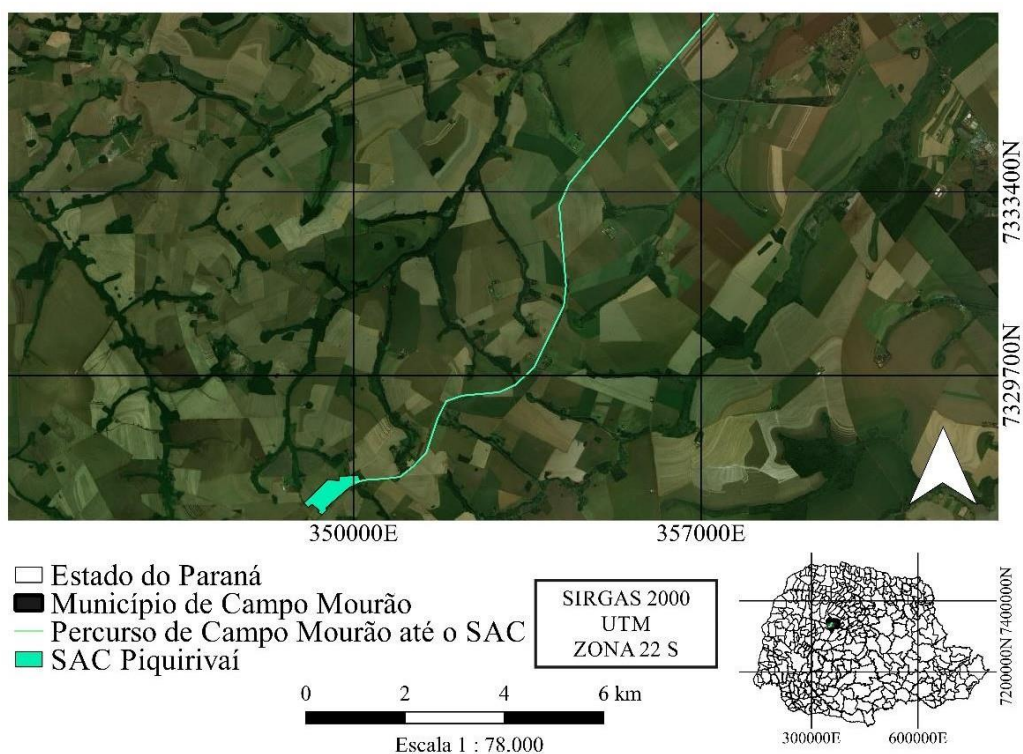 7333400N
7329700N
350000E
357000E
Estado do Paraná
Município de Campo Mourão
Percurso de Campo Mourão até o SAC
SAC Piquirivaí
SIRGAS 2000
UTM
ZONA 22 S
0 2 4 6 km
Escala 1 : 78.000
7400000N
7200000N
300000E
600000E